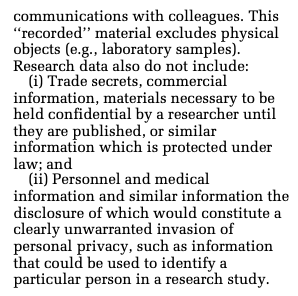 communications with colleagues. This
‘‘recorded’’ material excludes physical
objects (e.g., laboratory samples).
Research data also do not include:
(i) Trade secrets, commercial
information, materials necessary to be
held confidential by a researcher until
they are published, or similar
information which is protected under
law; and
(ii) Personnel and medical
information and similar information the
disclosure of which would constitute a
clearly unwarranted invasion of
personal privacy, such as information
that could be used to identify a
particular person in a research study.